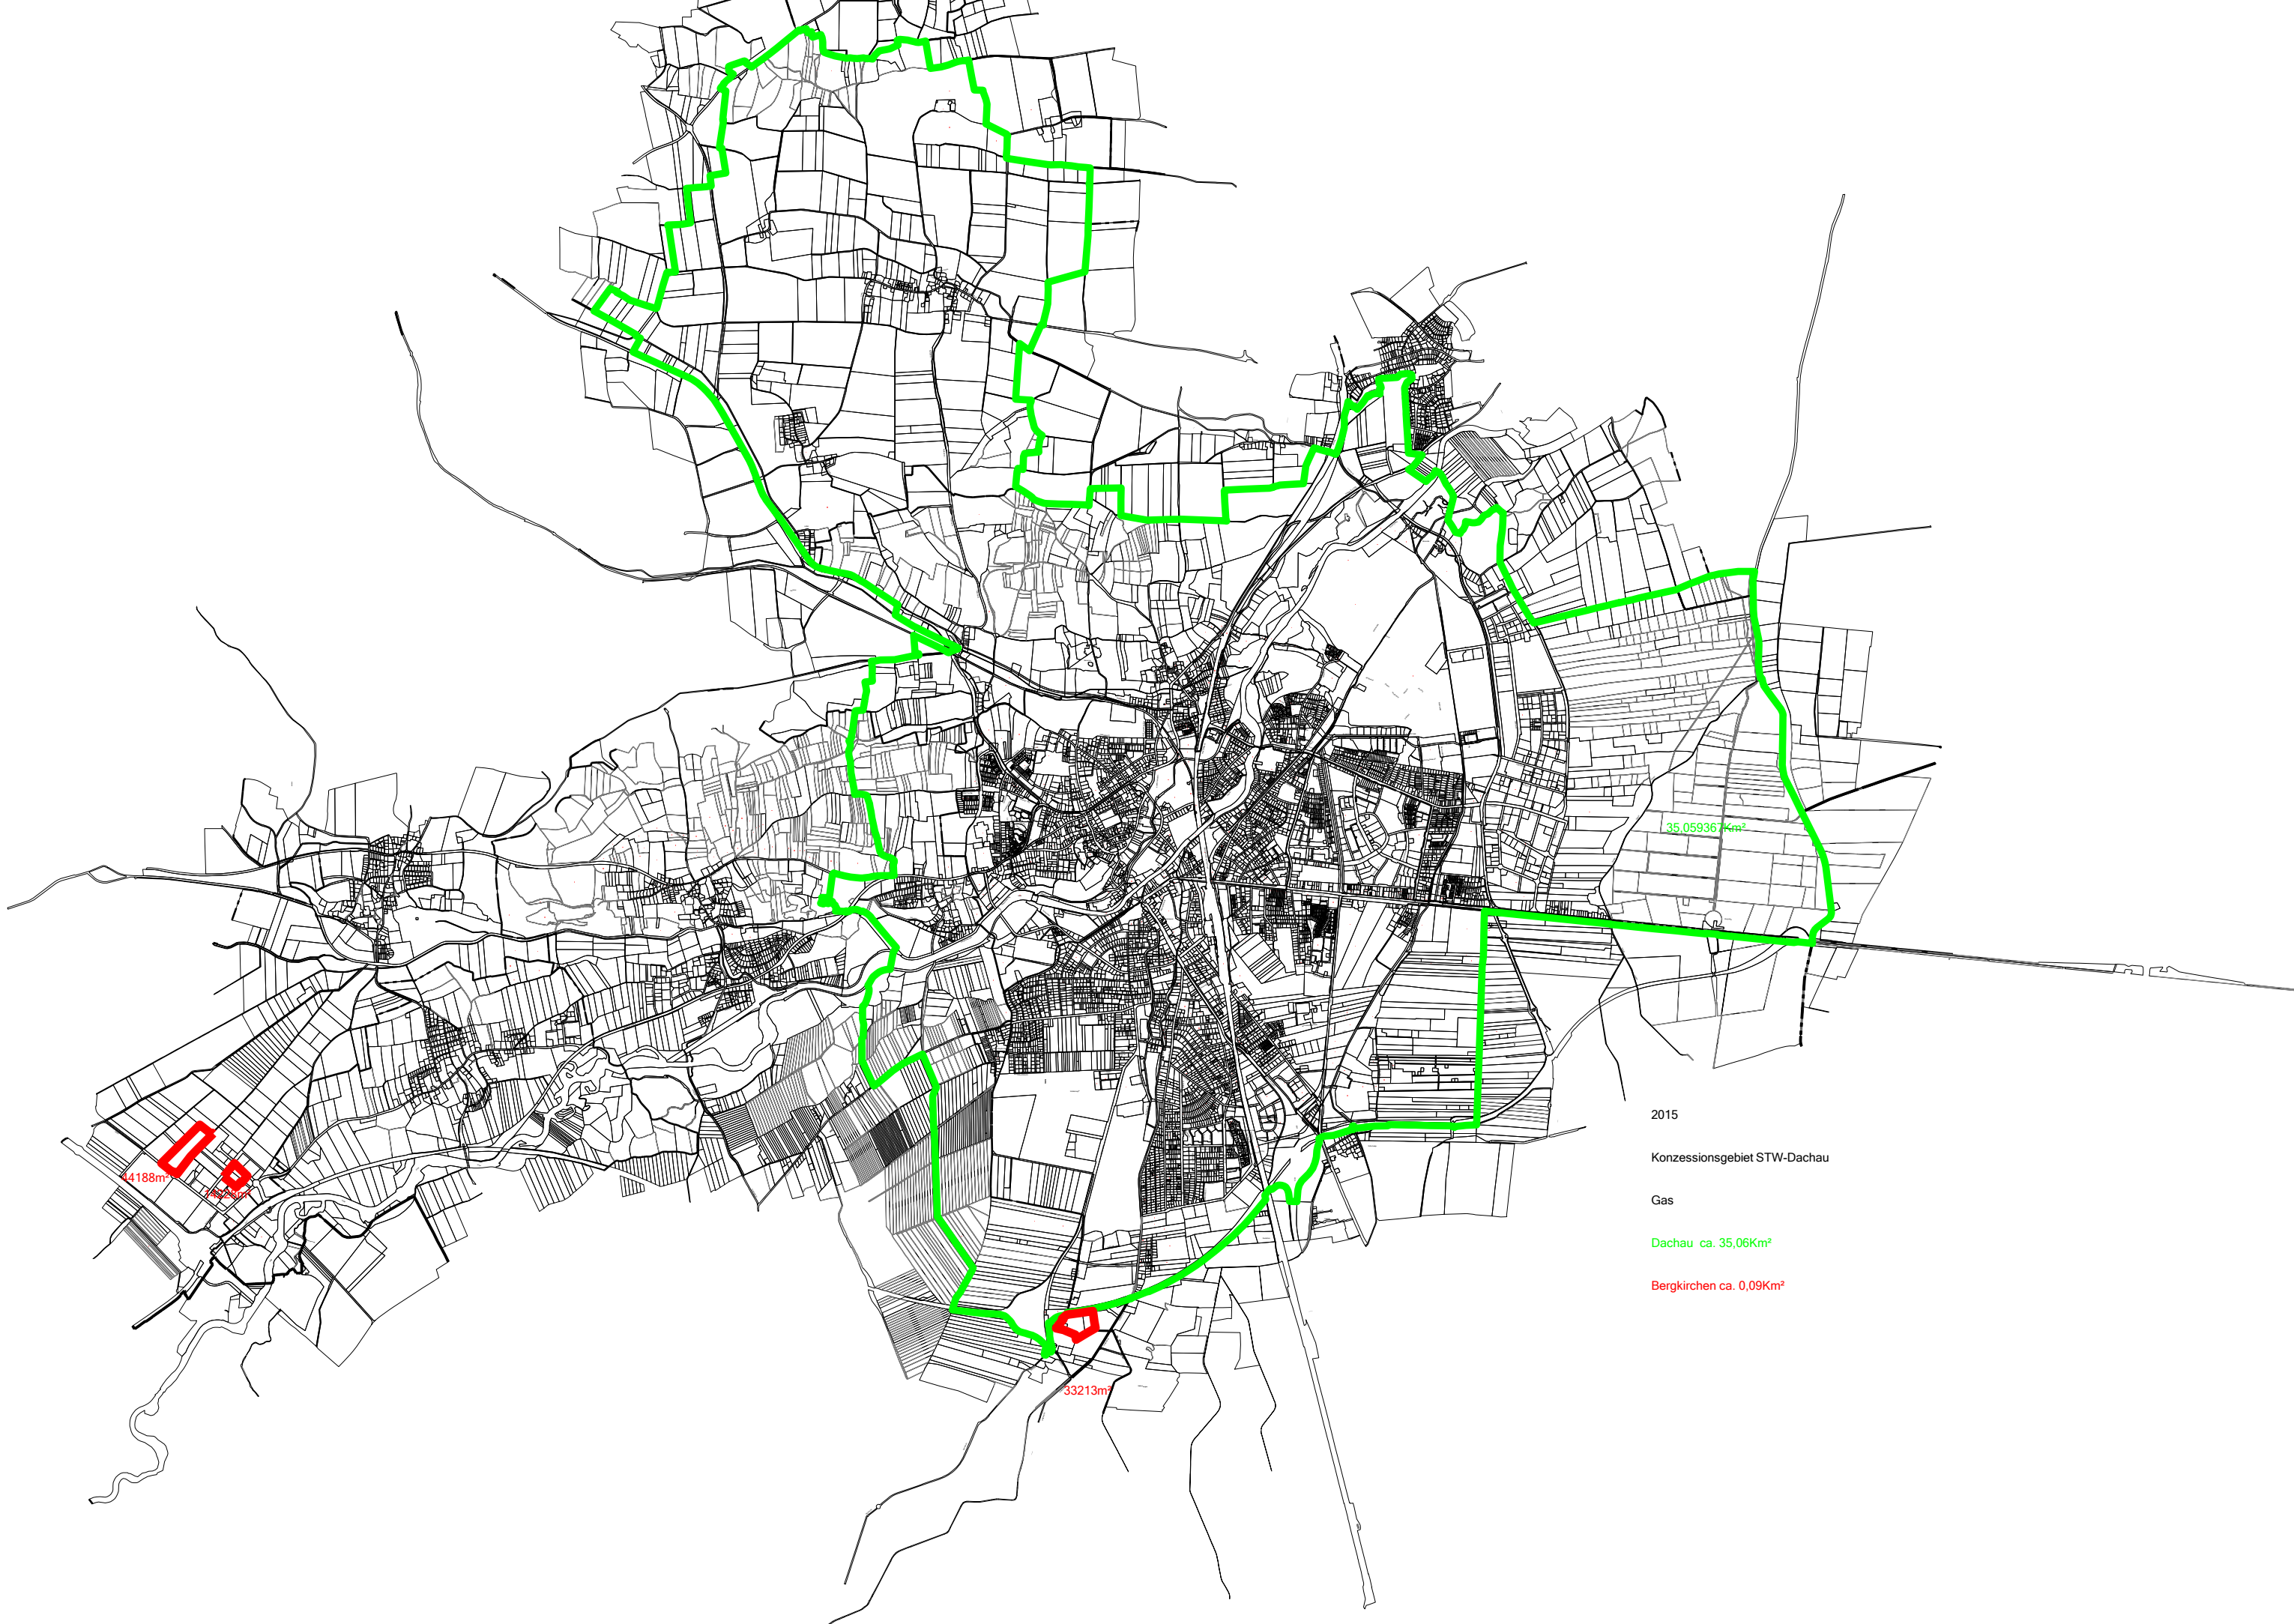 35,059367Km²
2015
Konzessionsgebiet STW-Dachau
44188m²
Gas
Dachau ca. 35,06Km²
Bergkirchen ca. 0,09Km²
33213m²